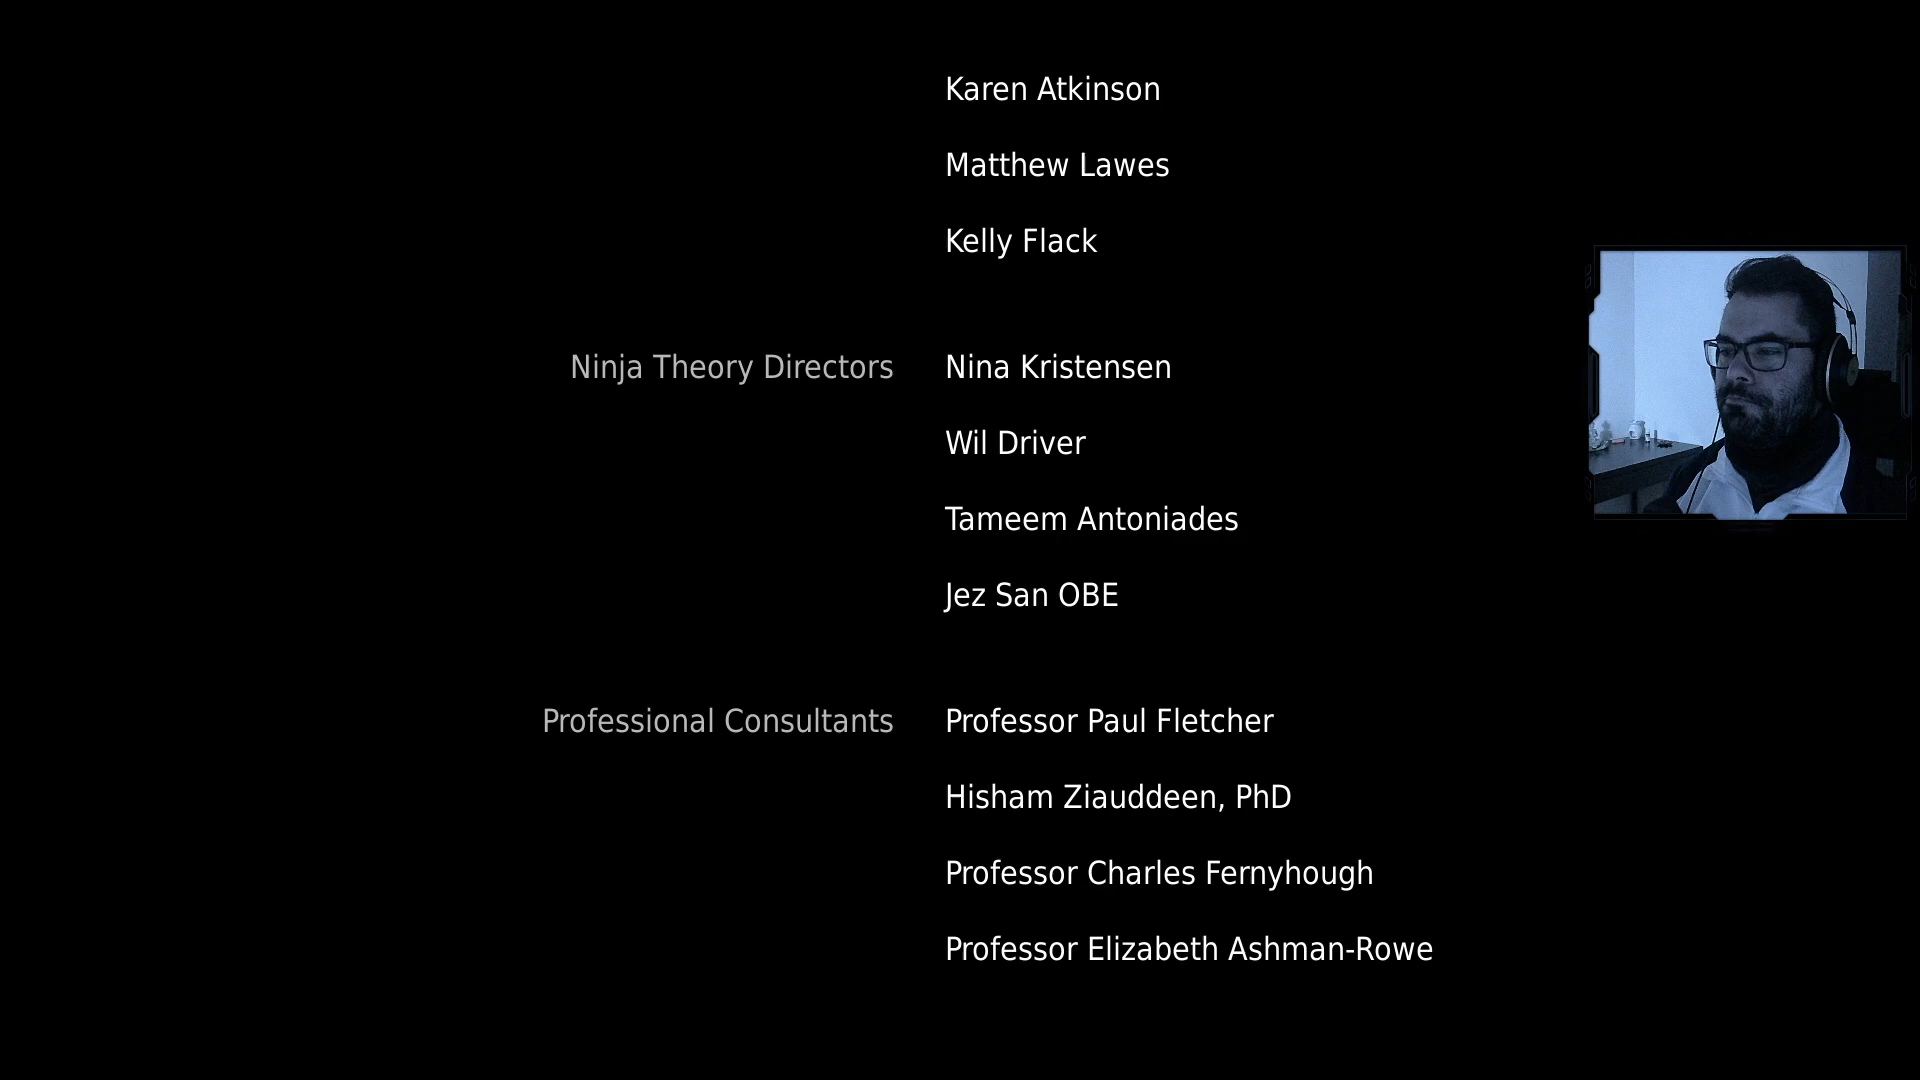 Karen Atkinson
Matthew Lawes
Kelly Flack
Ninja Theory Directors Nina Kristensen
Wil Driver
Tameem Antoniades
Jez San OBE
Professional Consultants Professor Paul Fletcher
Hisham Ziauddeen, PhD
Professor Charles Fernyhough
Professor Elizabeth Ashman-Rowe